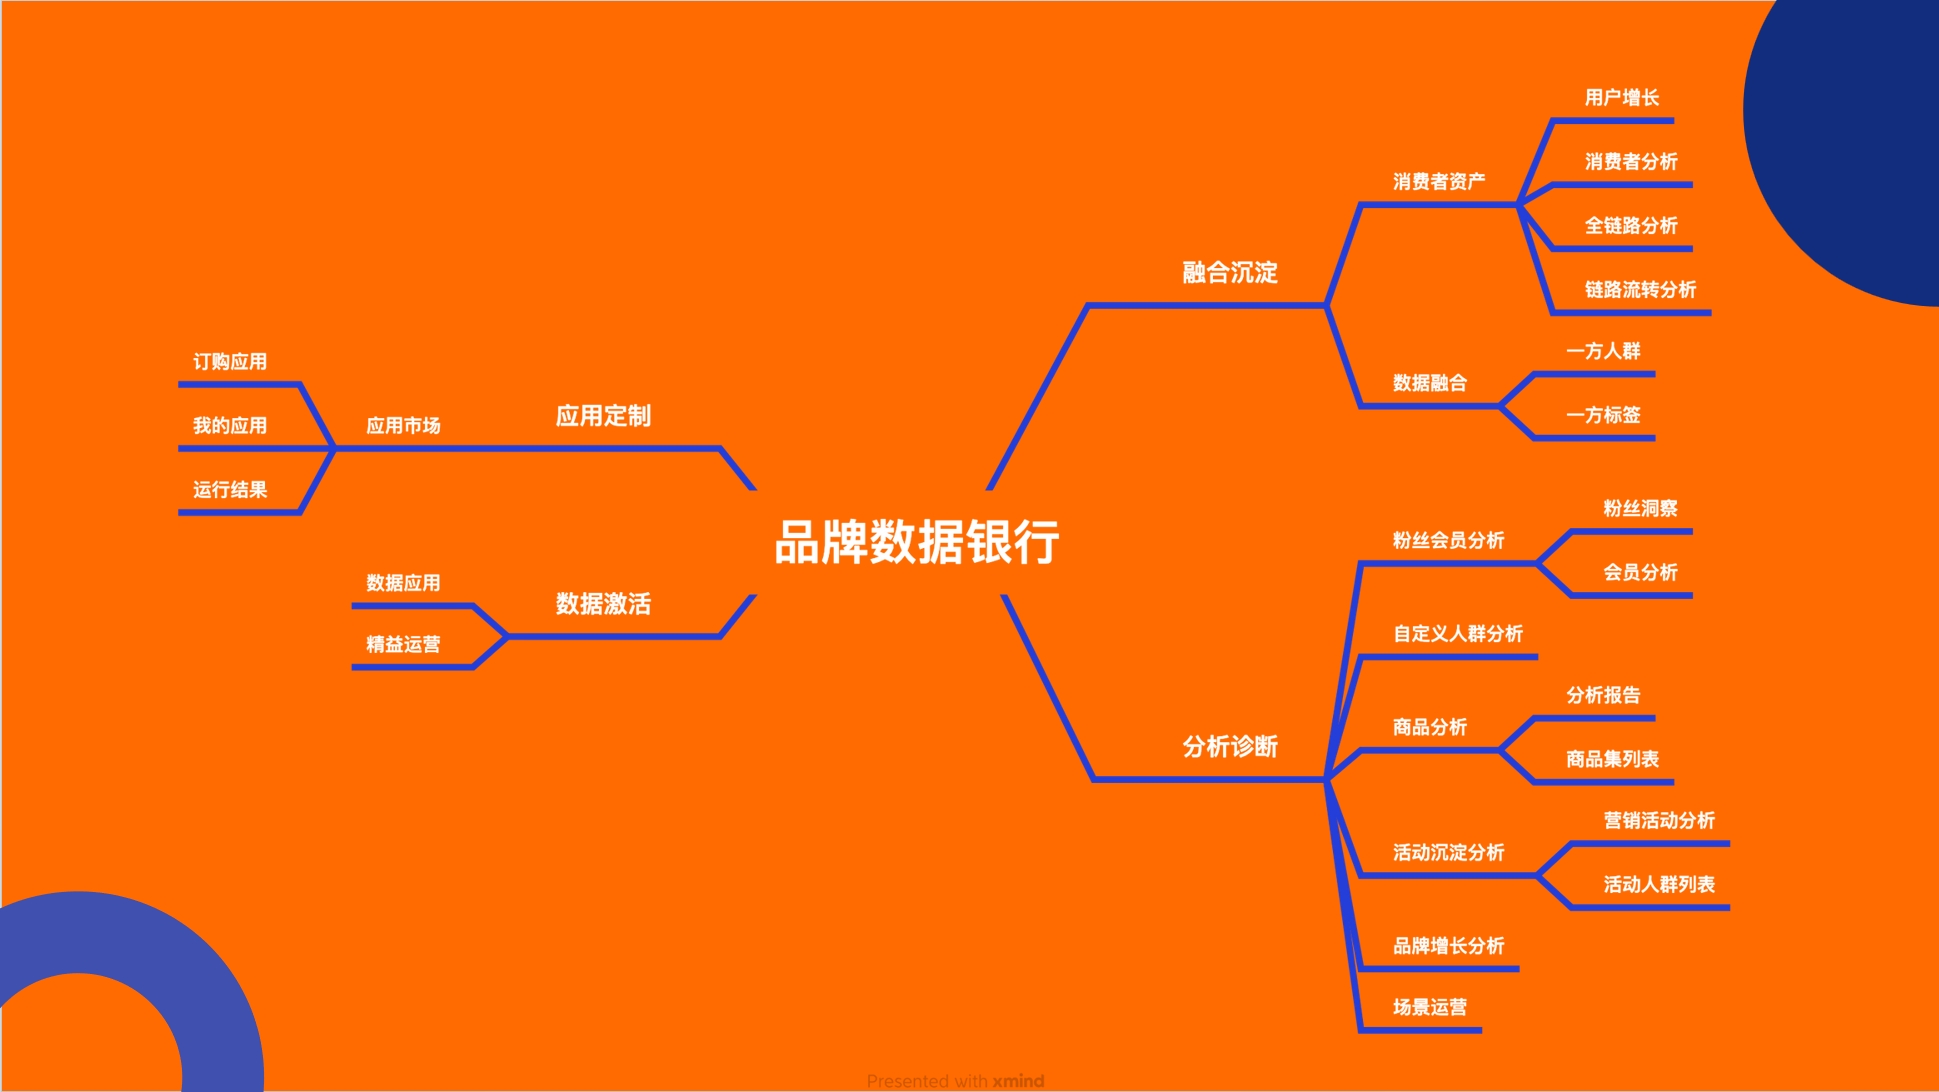 品牌数据银行
融合沉淀
消费者资产
用户增长
消费者分析
全链路分析
链路流转分析
数据融合
一方人群
一方标签
分析诊断
粉丝会员分析
粉丝洞察
会员分析
自定义人群分析
商品分析
分析报告
商品集列表
活动沉淀分析
营销活动分析
活动人群列表
品牌增长分析
场景运营
应用定制
应用市场
订购应用
我的应用
运行结果
数据激活
数据应用
精益运营
Presented with xmind